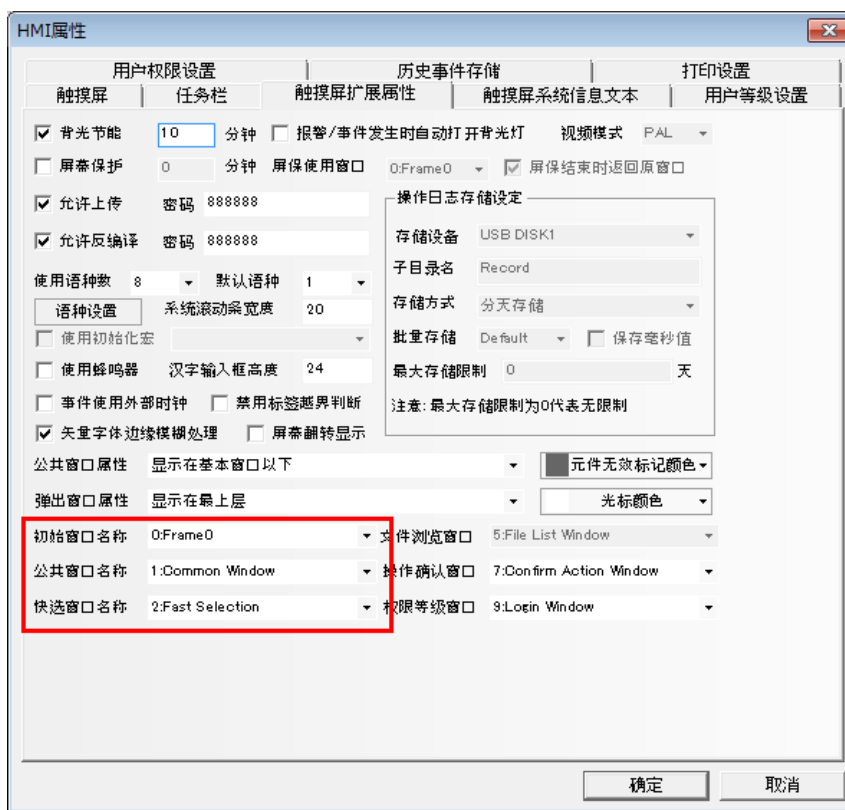 HMI属性
用户权限设置 历史事件存储 打印设置
触摸屏 任务栏 触摸屏扩展属性 触摸屏系统信息文本 用户等级设置
背光节能 10 分钟 报警/事件发生时自动打开背光灯 视频模式 PAL
屏幕保护 0 分钟 屏保使用窗口 0:Frame0 屏保结束时返回原窗口
允许上传 密码 888888
允许反编译 密码 888888
使用语种数 8 默认语种 1
语种设置 系统滚动条宽度 20
使用初始化宏
使用蜂鸣器 汉字输入框高度 24
事件使用外部时钟 禁用标签越界判断
矢量字体边缘模糊处理 屏幕翻转显示
操作日志存储设定
存储设备 USB DISK1
子目录名 Record
存储方式 分天存储
批量存储 Default 保存毫秒值
最大存储限制 0 天
注意:最大存储限制为0代表无限制
公共窗口属性 显示在基本窗口以下 元件无效标记颜色
弹出窗口属性 显示在最上层 光标颜色
初始窗口名称 0:Frame0 文件浏览窗口 5:File List Window
公共窗口名称 1:Common Window 操作确认窗口 7:Confirm Action Window
快选窗口名称 2:Fast Selection 权限等级窗口 9:Login Window
确定 取消